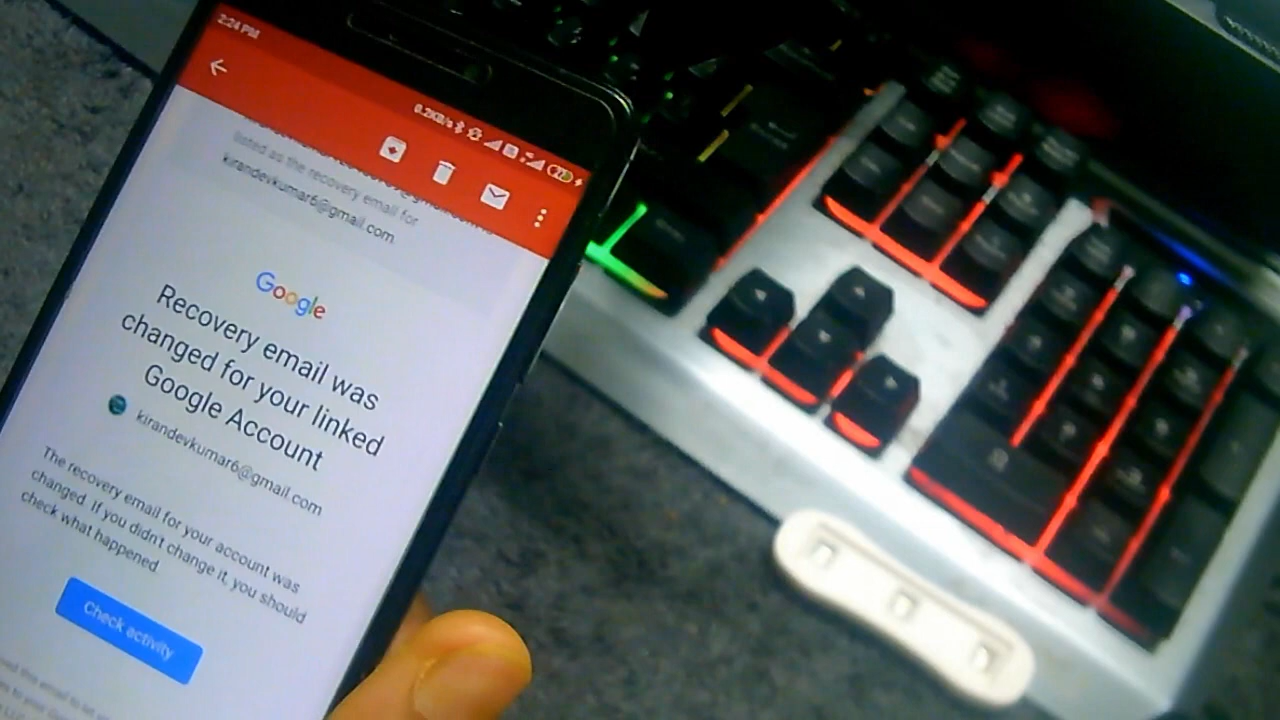 2:24 PM
0.2KB/s
listed as the recovery email for
kirandevkumar6@gmail.com
Google
Recovery email was
changed for your linked
Google Account
kirandevkumar6@gmail.com
The recovery email for your account was
changed. If you didn't change it, you should
check what happened.
Check activity